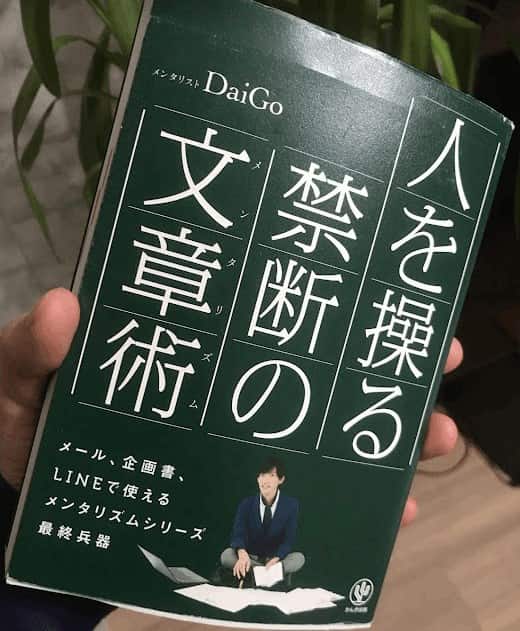 メンタリスト DaiGo
人を操る
禁断の
文章術
メンタリズム
メール、企画書、
LINEで使える
メンタリズムシリーズ
最終兵器
かんき出版